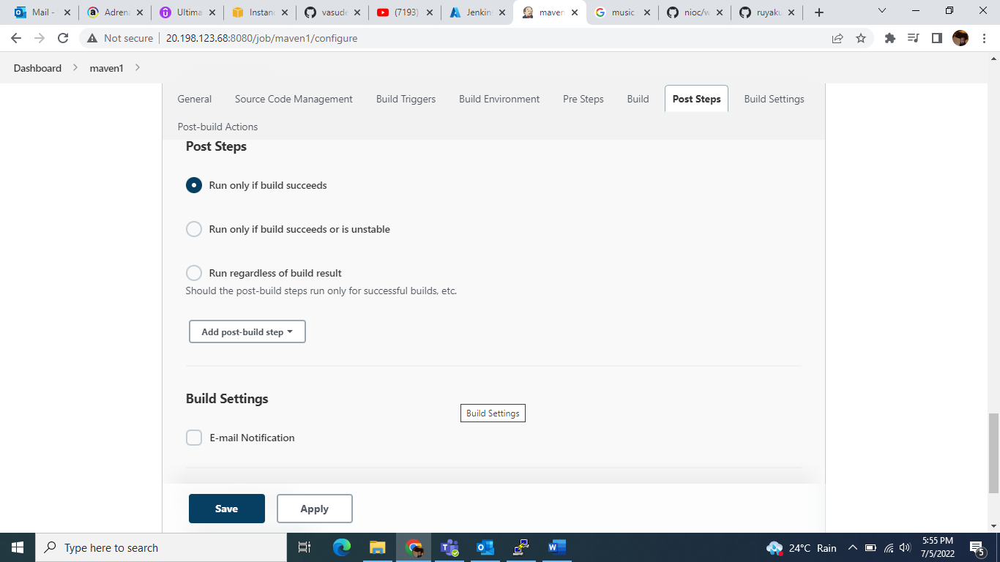 Mail -
Adrena
Ultima
Instanc
vasude
(7193)
Jenkin
maven
music
nioc/w
ruyaku
Not secure
20.198.123.68:8080/job/maven1/configure
Dashboard
maven1
General
Source Code Management
Build Triggers
Build Environment
Pre Steps
Build
Post Steps
Build Settings
Post-build Actions
Post Steps
Run only if build succeeds
Run only if build succeeds or is unstable
Run regardless of build result
Should the post-build steps run only for successful builds, etc.
Add post-build step
Build Settings
Build Settings
E-mail Notification
Save
Apply
Type here to search
24°C Rain
5:55 PM
7/5/2022
5